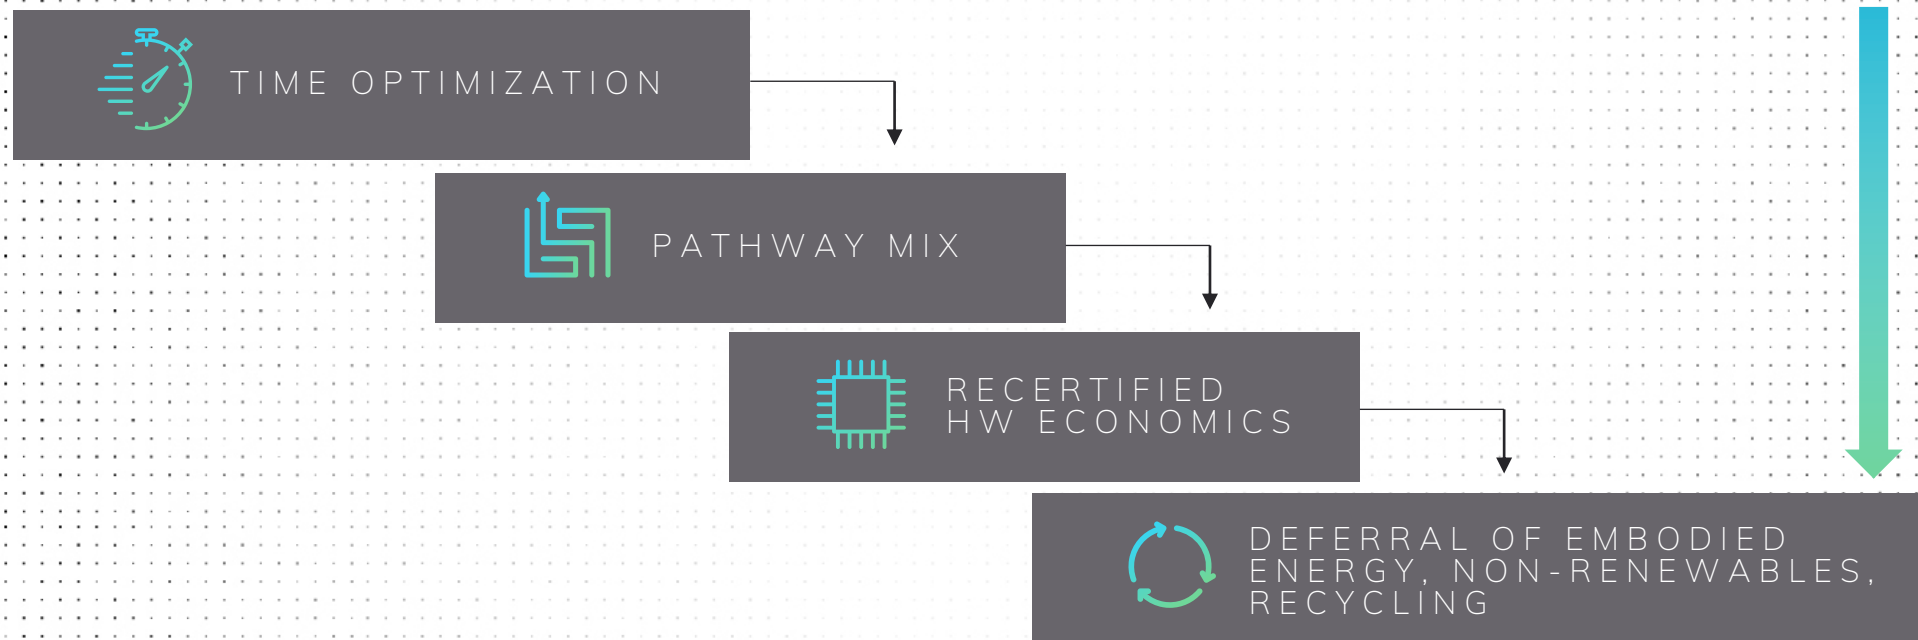 TIME OPTIMIZATION
PATHWAY MIX
RECERTIFIED
HW ECONOMICS
DEFERRAL OF EMBODIED
ENERGY, NON-RENEWABLES,
RECYCLING